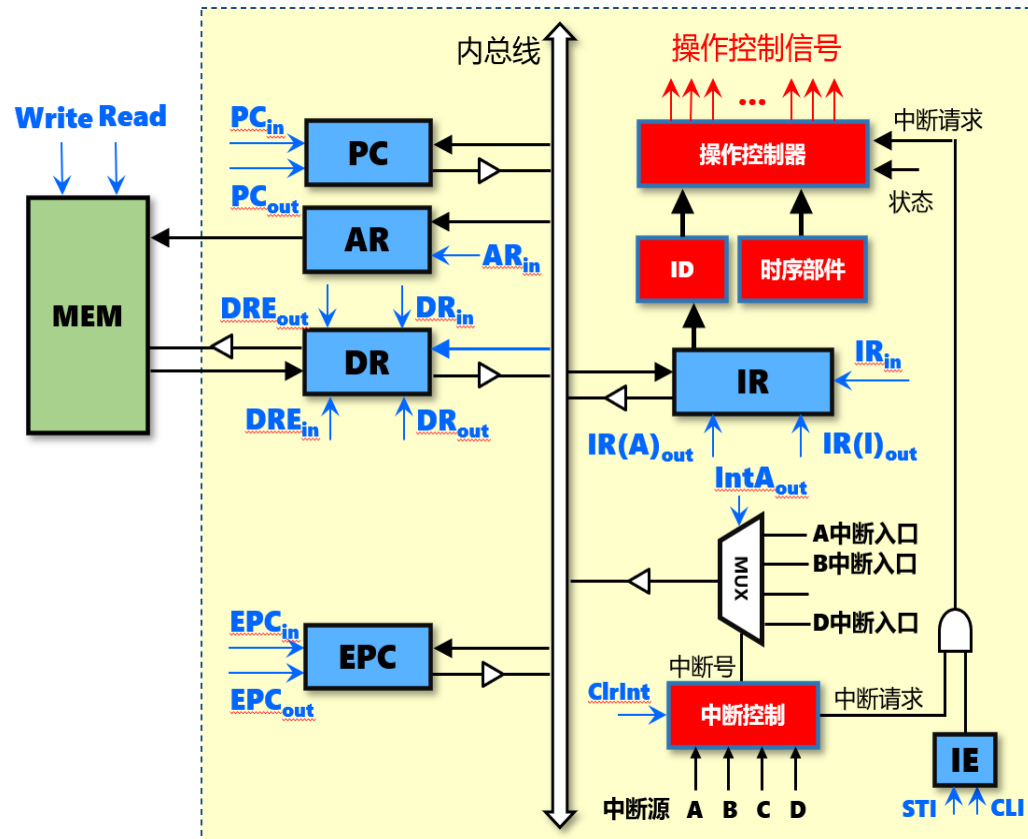 内总线
操作控制信号
...
Write Read
PCin
PC
PCout
操作控制器
中断请求
状态
AR
ARin
ID
时序部件
MEM
DREout
DRin
DR
DREin
DRout
IR
IRin
IR(A)out
IR(I)out
IntAout
MUX
A中断入口
B中断入口
D中断入口
EPCin
EPC
EPCout
中断号
ClrInt
中断控制
中断请求
IE
中断源 A B C D
STI
CLI